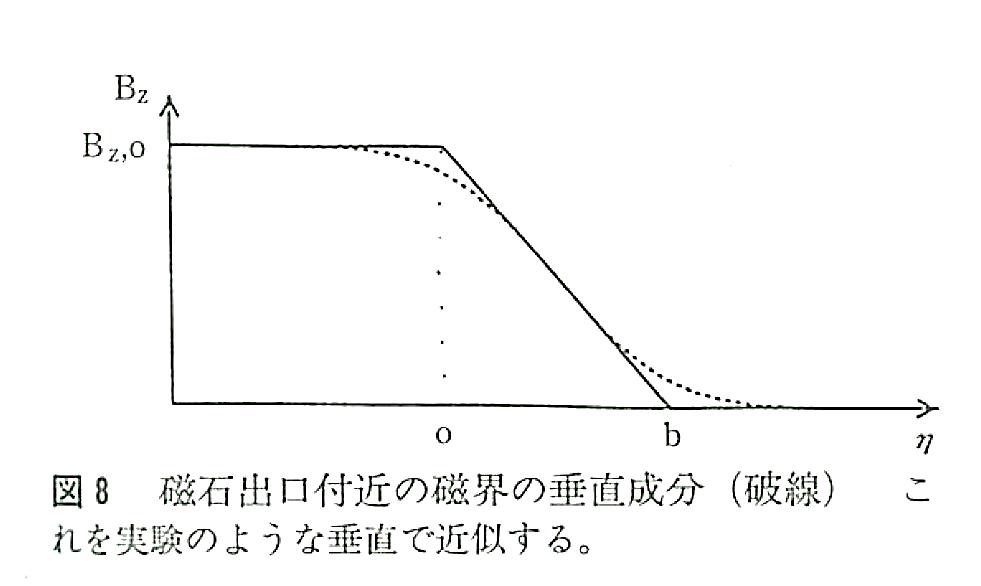 Bz
Bz,o
o
b
η
図8 磁石出口付近の磁界の垂直成分（破線） こ
れを実験のような垂直で近似する。